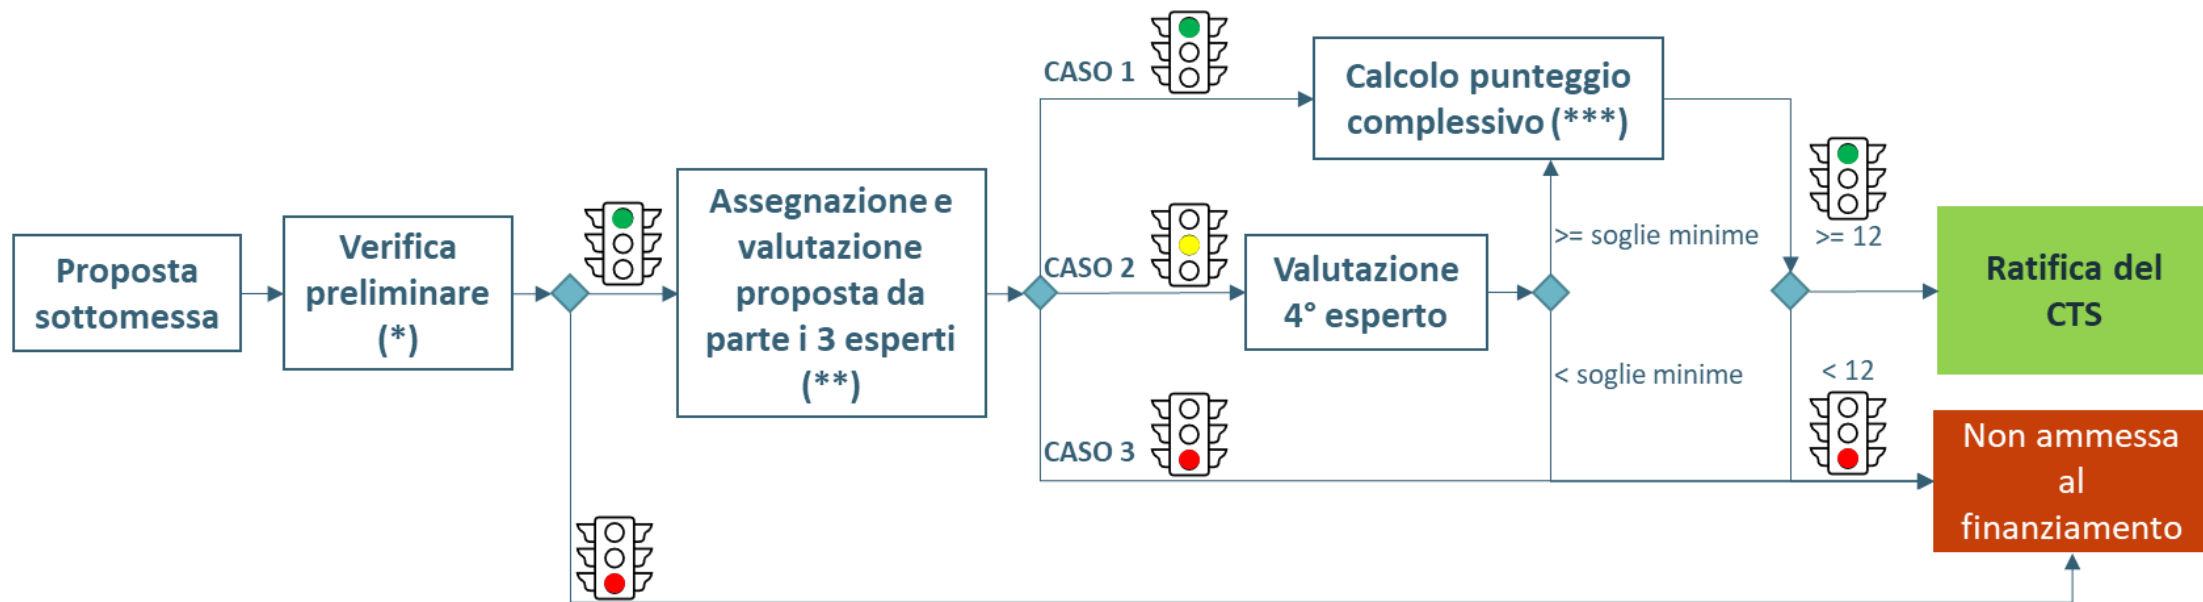 Proposta
sottomessa
Verifica
preliminare
(*)
Assegnazione e
valutazione
proposta da
parte i 3 esperti
(**)
CASO 1
CASO 2
CASO 3
Calcolo punteggio
complessivo (***)
Valutazione
4° esperto
>= soglie minime
< soglie minime
>= 12
< 12
Ratifica del
CTS
Non ammessa
al
finanziamento